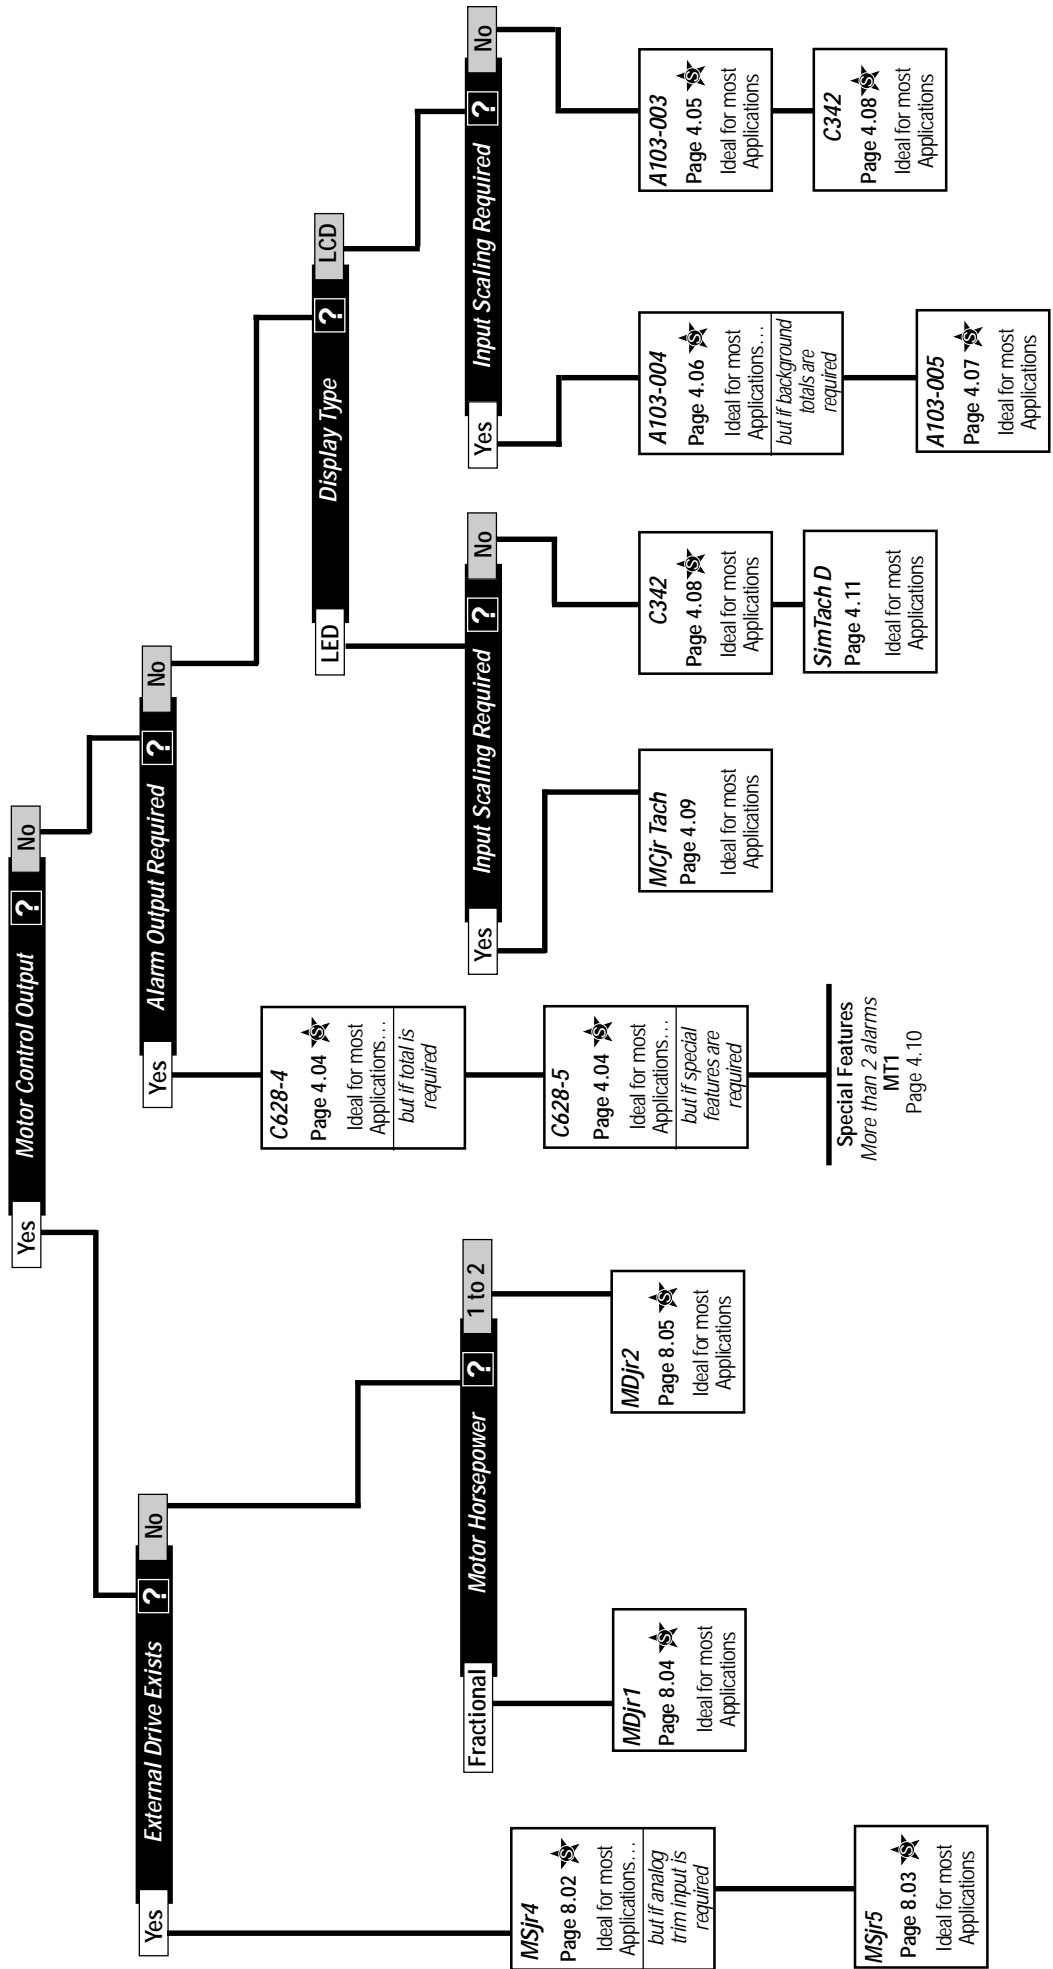 Motor Control Output ?
Yes
No
External Drive Exists ?
Yes
No
Alarm Output Required ?
Yes
No
MSjr4
Page 8.02 S
Ideal for most
Applications…
but if analog
trim input is
required
MSjr5
Page 8.03 S
Ideal for most
Applications
Motor Horsepower ?
Fractional
1 to 2
MDjr1
Page 8.04 S
Ideal for most
Applications
MDjr2
Page 8.05 S
Ideal for most
Applications
C628-4
Page 4.04 S
Ideal for most
Applications…
but if total is
required
C628-5
Page 4.04 S
Ideal for most
Applications…
but if special
features are
required
Special Features
More than 2 alarms
MT1
Page 4.10
Display Type ?
LED
LCD
Input Scaling Required ?
Yes
No
MCjr Tach
Page 4.09
Ideal for most
Applications
C342
Page 4.08 S
Ideal for most
Applications
SimTach D
Page 4.11
Ideal for most
Applications
Input Scaling Required ?
Yes
No
A103-004
Page 4.06 S
Ideal for most
Applications…
but if background
totals are
required
A103-005
Page 4.07 S
Ideal for most
Applications
A103-003
Page 4.05 S
Ideal for most
Applications
C342
Page 4.08 S
Ideal for most
Applications